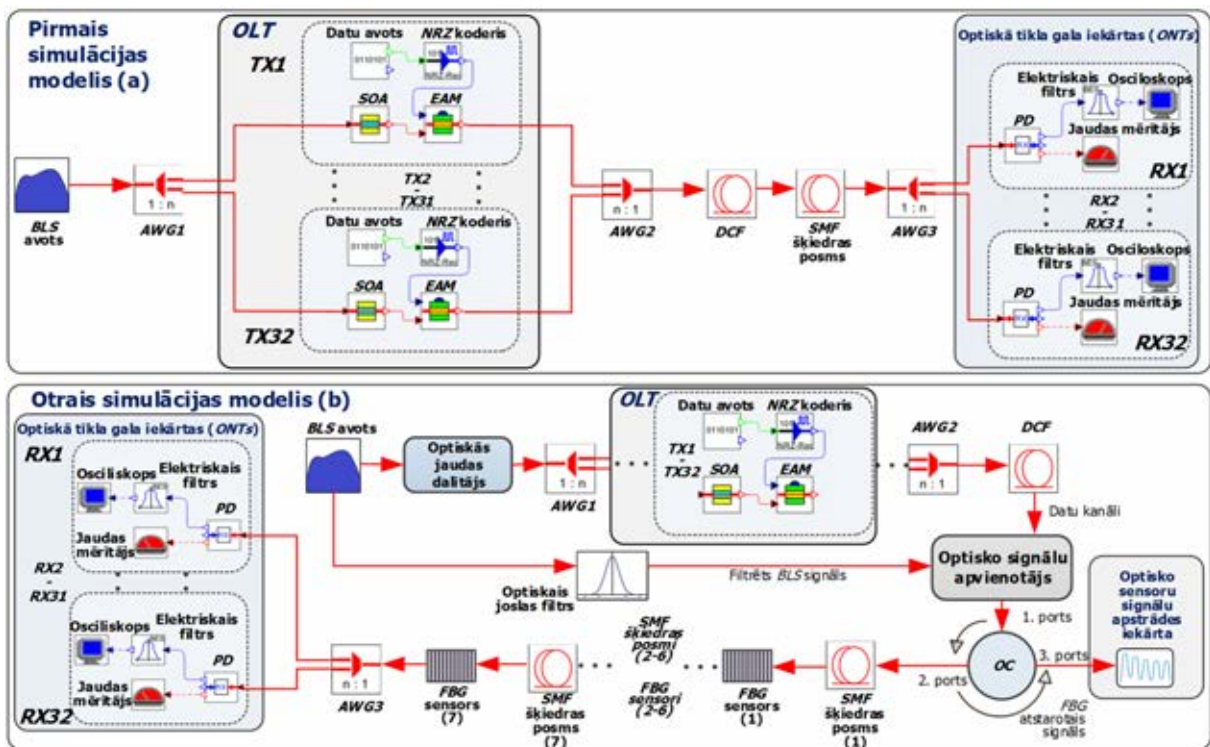 Pirmais
simulācijas
modelis (a)
OLT
TX1
Datu avots
NRZ koderis
0110101
SOA
EAM
TX2
-
TX31
Datu avots
NRZ koderis
0110101
SOA
EAM
TX32
BLS
avots
1 : n
AWG1
n : 1
AWG2
DCF
SMF
šķiedras
posms
1 : n
AWG3
Optiskā tīkla gala iekārtas (ONTs)
Elektriskais
filtrs
Osciloskops
PD
Jaudas mērītājs
RX1
RX2
-
RX31
Elektriskais
filtrs
Osciloskops
PD
Jaudas mērītājs
RX32
Otrais simulācijas modelis (b)
Optiskā tīkla gala iekārtas (ONTs)
RX1
Osciliskops
Elektriskais
filtrs
PD
Jaudas
mērītājs
RX2
-
RX31
Osciliskops
Elektriskais
filtrs
PD
Jaudas
mērītājs
RX32
BLS avots
Optiskās
jaudas
dalītājs
1 : n
AWG1
OLT
Datu avots
NRZ koderis
0110101
TX1
-
TX32
SOA
EAM
AWG2
n : 1
DCF
Datu kanāli
Optiskais
joslas filtrs
Filtrēts BLS signāls
Optisko signālu
apvienotājs
1. ports
OC
2. ports
3. ports
FBG
atstarotais
signāls
Optisko
sensoru
signālu
apstrādes
iekārta
n : 1
AWG3
FBG
sensors
(7)
SMF
šķiedras
posms (7)
SMF
šķiedras
posmi
(2-6)
FBG
sensori
(2-6)
FBG
sensors
(1)
SMF
šķiedras
posms (1)